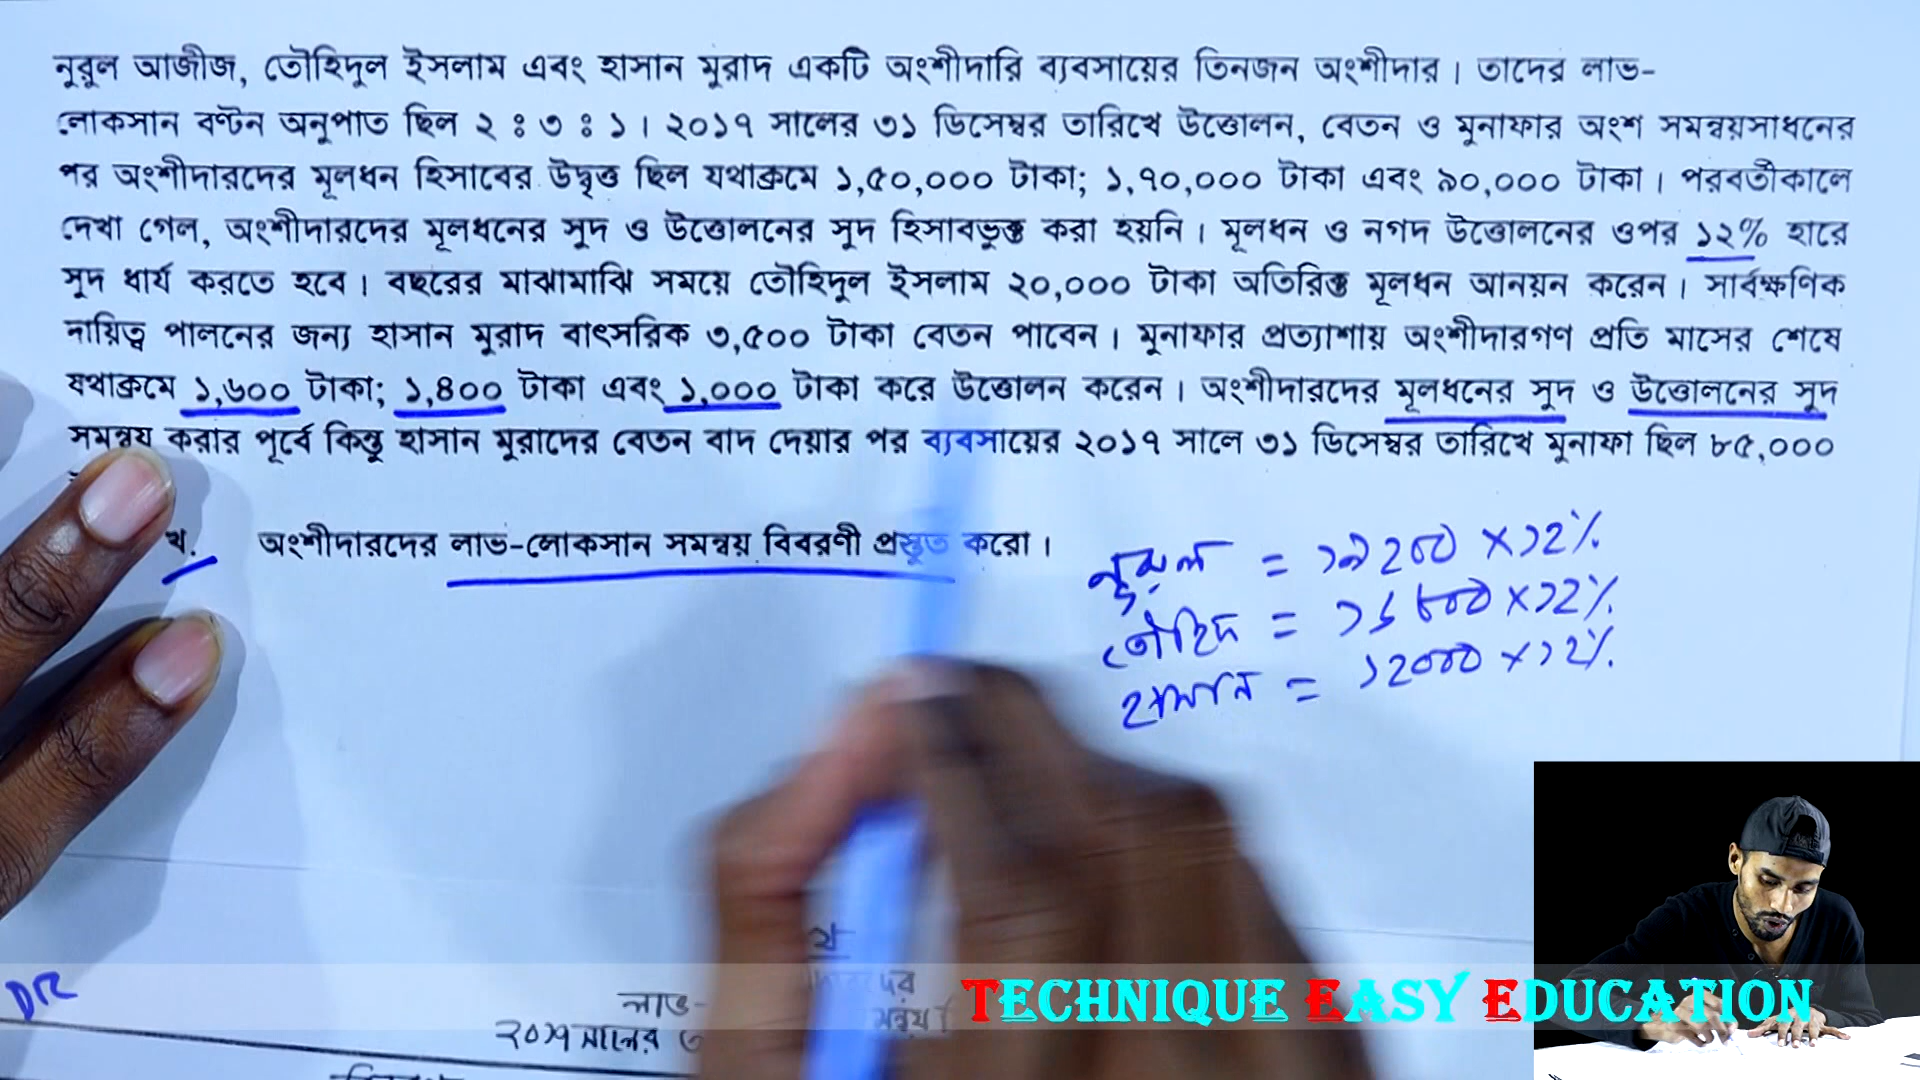 নুরুল আজীজ, তৌহিদুল ইসলাম এবং হাসান মুরাদ একটি অংশীদারি ব্যবসায়ের তিনজন অংশীদার। তাদের লাভ-
লোকসান বণ্টন অনুপাত ছিল ২ ঃ ৩ ঃ ১। ২০১৭ সালের ৩১ ডিসেম্বর তারিখে উত্তোলন, বেতন ও মুনাফার অংশ সমন্বয়সাধনের
পর অংশীদারদের মূলধন হিসাবের উদ্বৃত্ত ছিল যথাক্রমে ১,৫০,০০০ টাকা; ১,৭০,০০০ টাকা এবং ৯০,০০০ টাকা। পরবর্তীকালে
দেখা গেল, অংশীদারদের মূলধনের সুদ ও উত্তোলনের সুদ হিসাবভুক্ত করা হয়নি। মূলধন ও নগদ উত্তোলনের ওপর ১২% হারে
সুদ ধার্য করতে হবে। বছরের মাঝামাঝি সময়ে তৌহিদুল ইসলাম ২০,০০০ টাকা অতিরিক্ত মূলধন আনয়ন করেন। সার্বক্ষণিক
দায়িত্ব পালনের জন্য হাসান মুরাদ বাৎসরিক ৩,৫০০ টাকা বেতন পাবেন। মুনাফার প্রত্যাশায় অংশীদারগণ প্রতি মাসের শেষে
যথাক্রমে ১,৬০০ টাকা; ১,৪০০ টাকা এবং ১,০০০ টাকা করে উত্তোলন করেন। অংশীদারদের মূলধনের সুদ ও উত্তোলনের সুদ
সমন্বয় করার পূর্বে কিন্তু হাসান মুরাদের বেতন বাদ দেয়ার পর ব্যবসায়ের ২০১৭ সালে ৩১ ডিসেম্বর তারিখে মুনাফা ছিল ৮৫,০০০
খ. অংশীদারদের লাভ-লোকসান সমন্বয় বিবরণী প্রস্তুত করো।
নুরুল = ১৯২০০ × ১২%
তৌহিদ = ১৬৮০০ × ১২%
হাসান = ১২০০০ × ১২%
খ
লাভ-
২০১৭ সালের
TECHNIQUE EASY EDUCATION